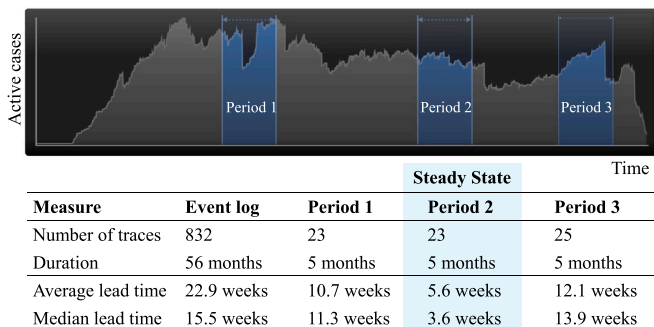 Active cases
Period 1
Period 2
Period 3
Time
Steady State
Measure Event log Period 1 Period 2 Period 3
Number of traces 832 23 23 25
Duration 56 months 5 months 5 months 5 months
Average lead time 22.9 weeks 10.7 weeks 5.6 weeks 12.1 weeks
Median lead time 15.5 weeks 11.3 weeks 3.6 weeks 13.9 weeks